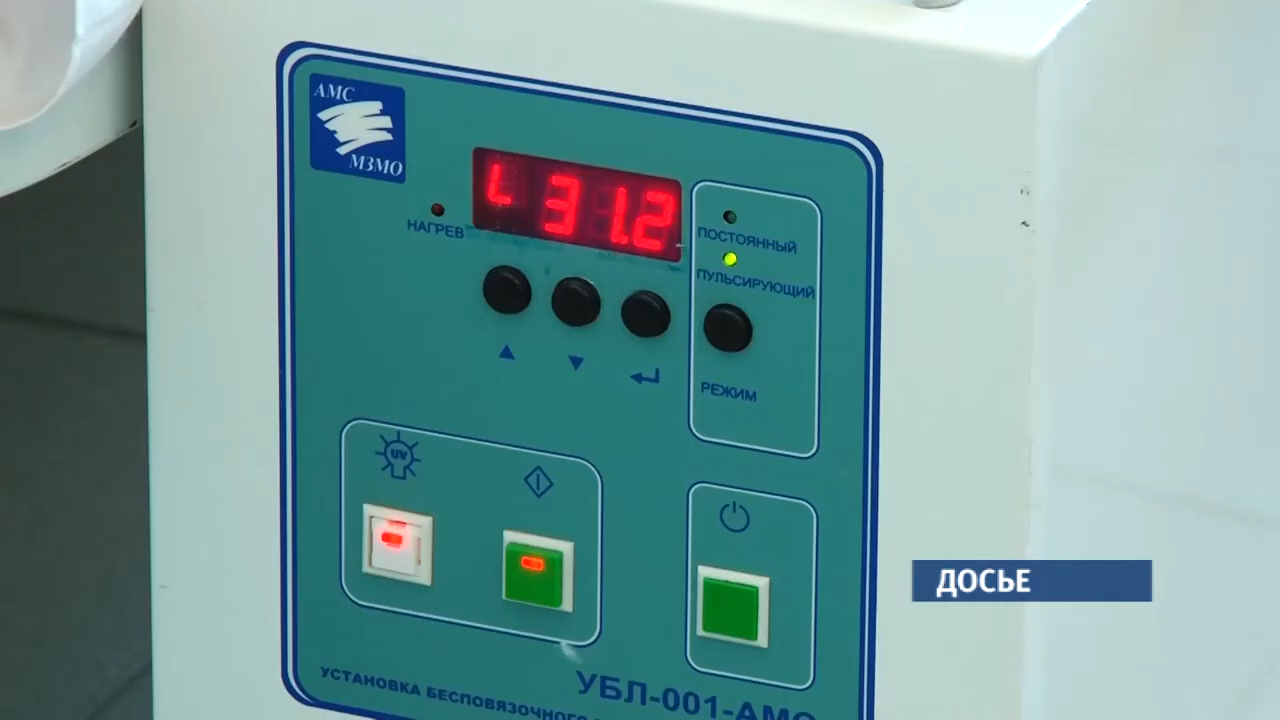 АМС
МЗМО
L 31.2
НАГРЕВ
ПОСТОЯННЫЙ
ПУЛЬСИРУЮЩИЙ
РЕЖИМ
UV
ДОСЬЕ
УБЛ-001-АМС
УСТАНОВКА БЕСПОВЯЗОЧНОГО